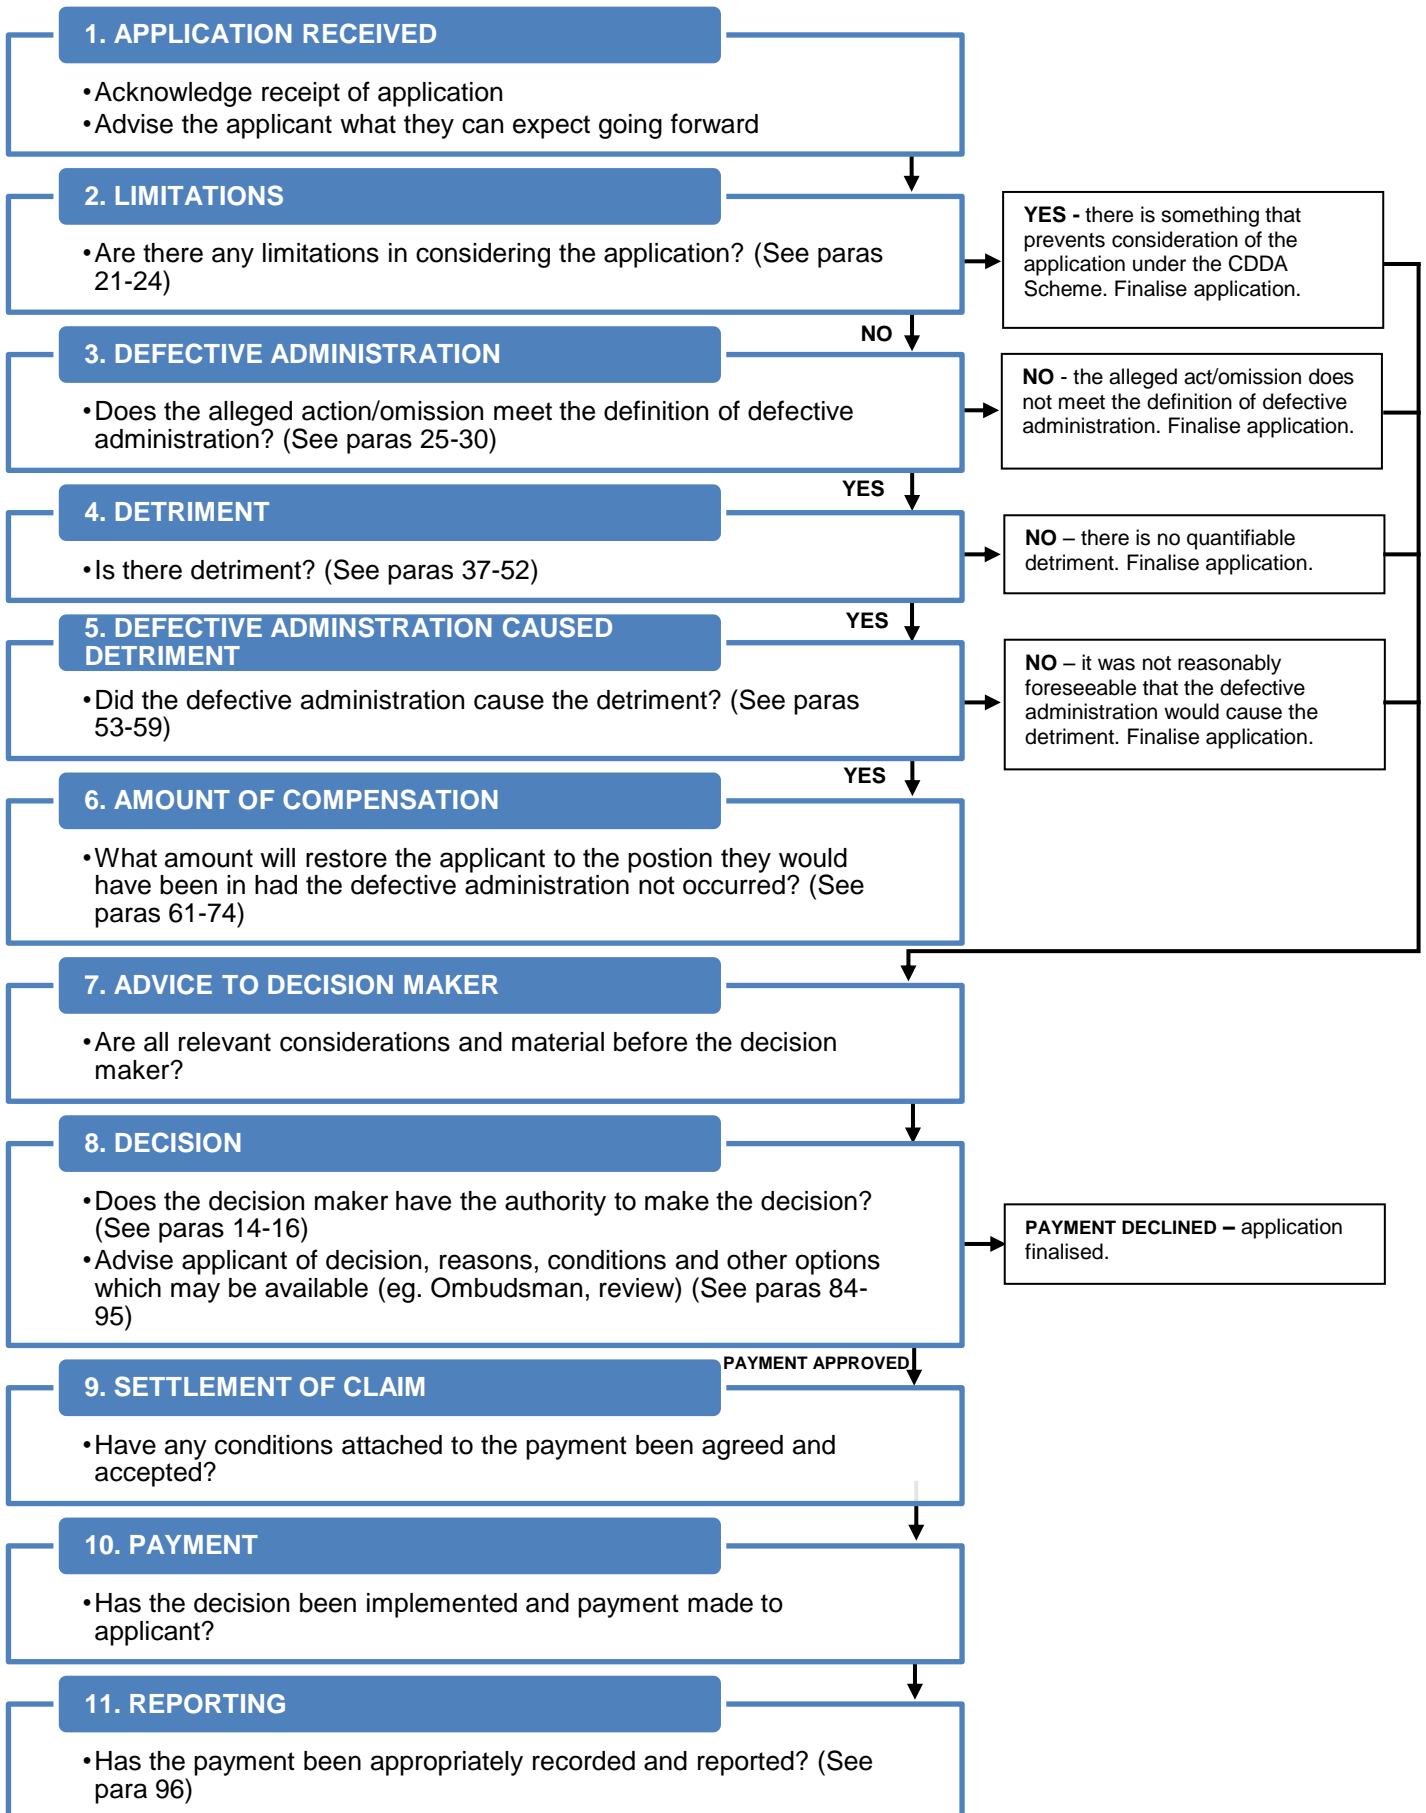 1. APPLICATION RECEIVED
•Acknowledge receipt of application
•Advise the applicant what they can expect going forward
2. LIMITATIONS
•Are there any limitations in considering the application? (See paras
21-24)
YES - there is something that
prevents consideration of the
application under the CDDA
Scheme. Finalise application.
NO
3. DEFECTIVE ADMINISTRATION
•Does the alleged action/omission meet the definition of defective
administration? (See paras 25-30)
NO - the alleged act/omission does
not meet the definition of defective
administration. Finalise application.
YES
4. DETRIMENT
•Is there detriment? (See paras 37-52)
NO – there is no quantifiable
detriment. Finalise application.
YES
5. DEFECTIVE ADMINSTRATION CAUSED
DETRIMENT
•Did the defective administration cause the detriment? (See paras
53-59)
NO – it was not reasonably
foreseeable that the defective
administration would cause the
detriment. Finalise application.
YES
6. AMOUNT OF COMPENSATION
•What amount will restore the applicant to the postion they would
have been in had the defective administration not occurred? (See
paras 61-74)
7. ADVICE TO DECISION MAKER
•Are all relevant considerations and material before the decision
maker?
8. DECISION
•Does the decision maker have the authority to make the decision?
(See paras 14-16)
•Advise applicant of decision, reasons, conditions and other options
which may be available (eg. Ombudsman, review) (See paras 84-
95)
PAYMENT DECLINED – application
finalised.
PAYMENT APPROVED
9. SETTLEMENT OF CLAIM
•Have any conditions attached to the payment been agreed and
accepted?
10. PAYMENT
•Has the decision been implemented and payment made to
applicant?
11. REPORTING
•Has the payment been appropriately recorded and reported? (See
para 96)